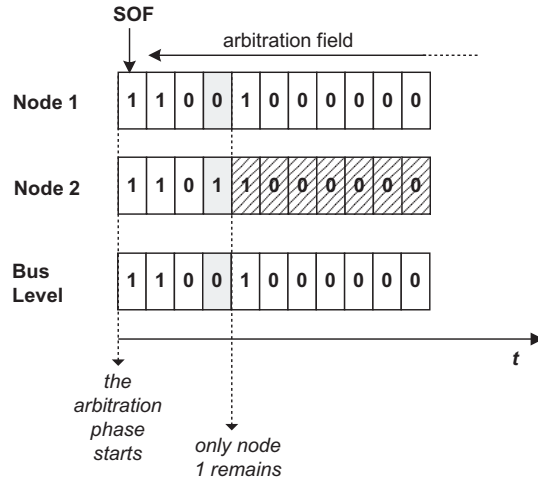 SOF
arbitration field
Node 1 1 1 0 0 1 0 0 0 0 0 0
Node 2 1 1 0 1 1 0 0 0 0 0 0
Bus
Level 1 1 0 0 1 0 0 0 0 0 0
t
the
arbitration
phase
starts
only node
1 remains